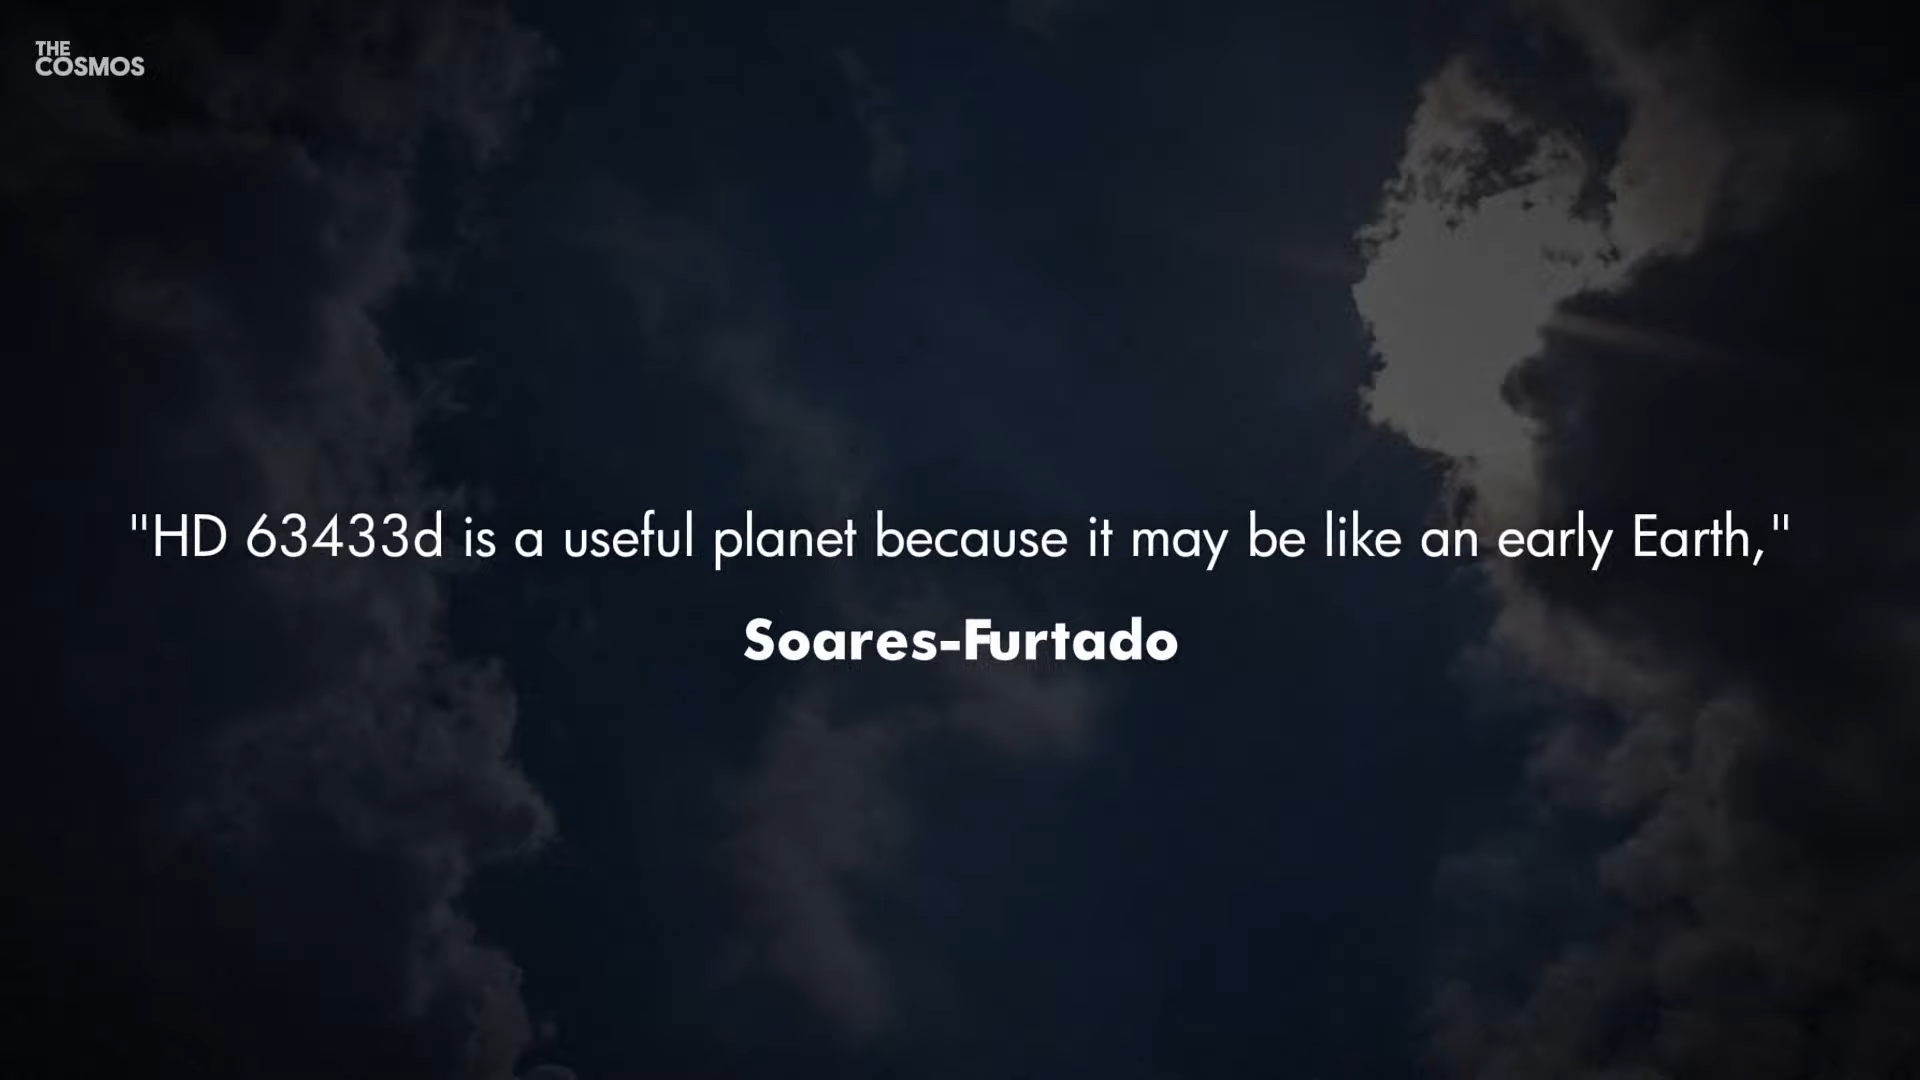 THE
COSMOS
"HD 63433d is a useful planet because it may be like an early Earth,"
Soares-Furtado